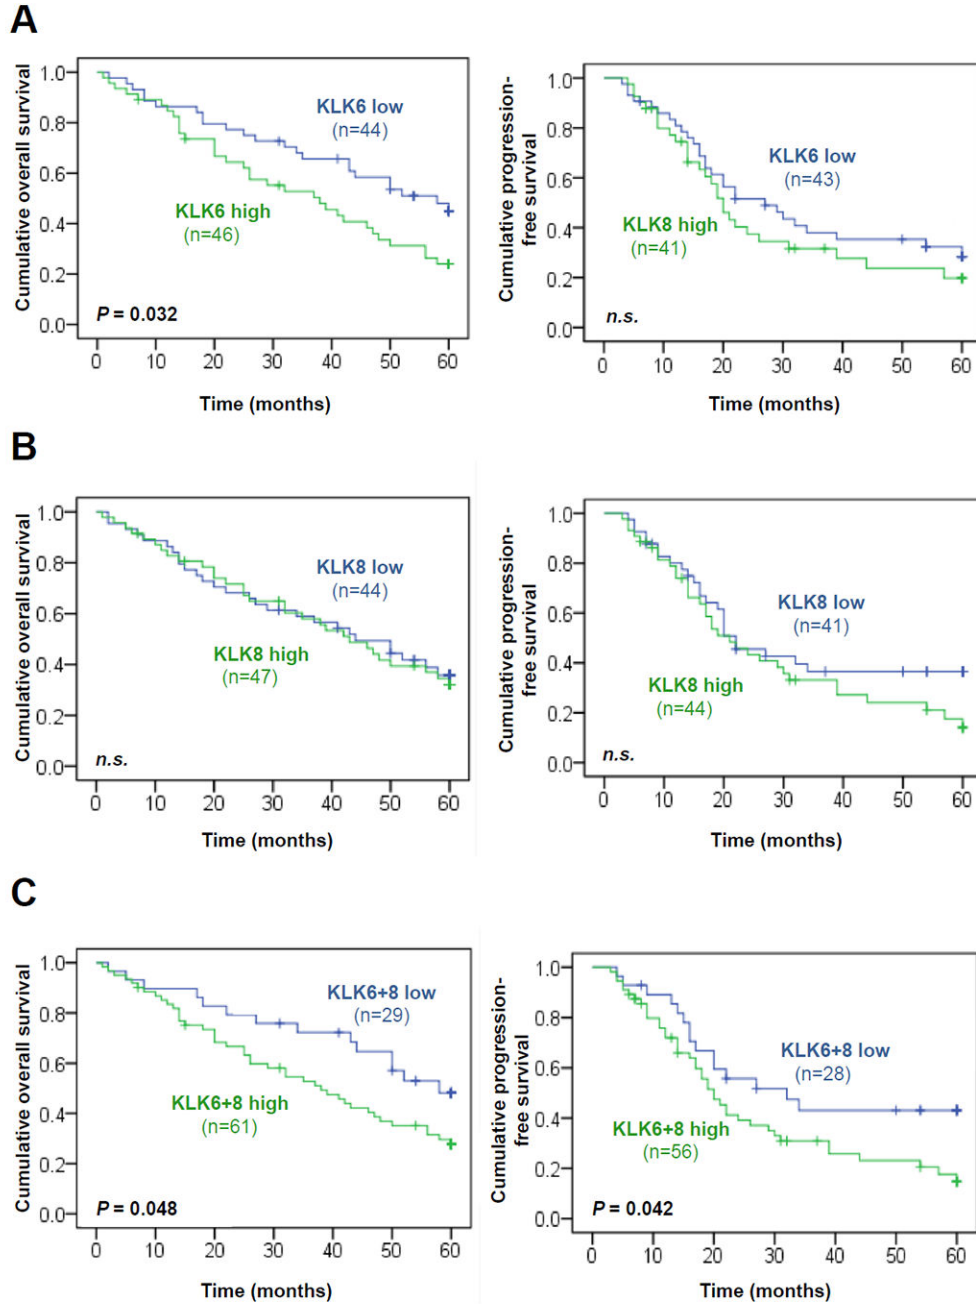 A
Cumulative overall survival
1.0
0.8
0.6
0.4
0.2
0.0
KLK6 low
(n=44)
KLK6 high
(n=46)
P = 0.032
0 10 20 30 40 50 60
Time (months)
Cumulative progression-
free survival
1.0
0.8
0.6
0.4
0.2
0.0
KLK6 low
(n=43)
KLK8 high
(n=41)
n.s.
0 10 20 30 40 50 60
Time (months)
B
Cumulative overall survival
1.0
0.8
0.6
0.4
0.2
0.0
KLK8 low
(n=44)
KLK8 high
(n=47)
n.s.
0 10 20 30 40 50 60
Time (months)
Cumulative progression-
free survival
1.0
0.8
0.6
0.4
0.2
0.0
KLK8 low
(n=41)
KLK8 high
(n=44)
n.s.
0 10 20 30 40 50 60
Time (months)
C
Cumulative overall survival
1.0
0.8
0.6
0.4
0.2
0.0
KLK6+8 low
(n=29)
KLK6+8 high
(n=61)
P = 0.048
0 10 20 30 40 50 60
Time (months)
Cumulative progression-
free survival
1.0
0.8
0.6
0.4
0.2
0.0
KLK6+8 low
(n=28)
KLK6+8 high
(n=56)
P = 0.042
0 10 20 30 40 50 60
Time (months)